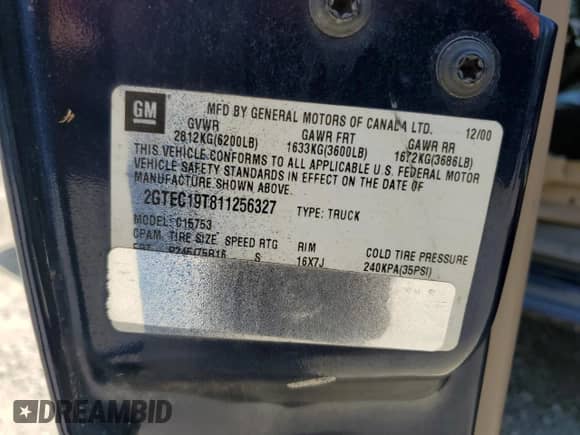 GM
MFD BY GENERAL MOTORS OF CANADA LTD. 12/00
GVWR GAWR FRT GAWR RR
2812KG(6200LB) 1633KG(3600LB) 1672KG(3686LB)
THIS VEHICLE CONFORMS TO ALL APPLICABLE U.S. FEDERAL MOTOR
VEHICLE SAFETY STANDARDS IN EFFECT ON THE DATE OF
MANUFACTURE SHOWN ABOVE.
2GTEC19T811256327 TYPE: TRUCK
MODEL: C15753
TIRE SIZE SPEED RTG RIM COLD TIRE PRESSURE
FRT P245/75R16 S 16X7J 240KPA(35PSI)
DREAMBID